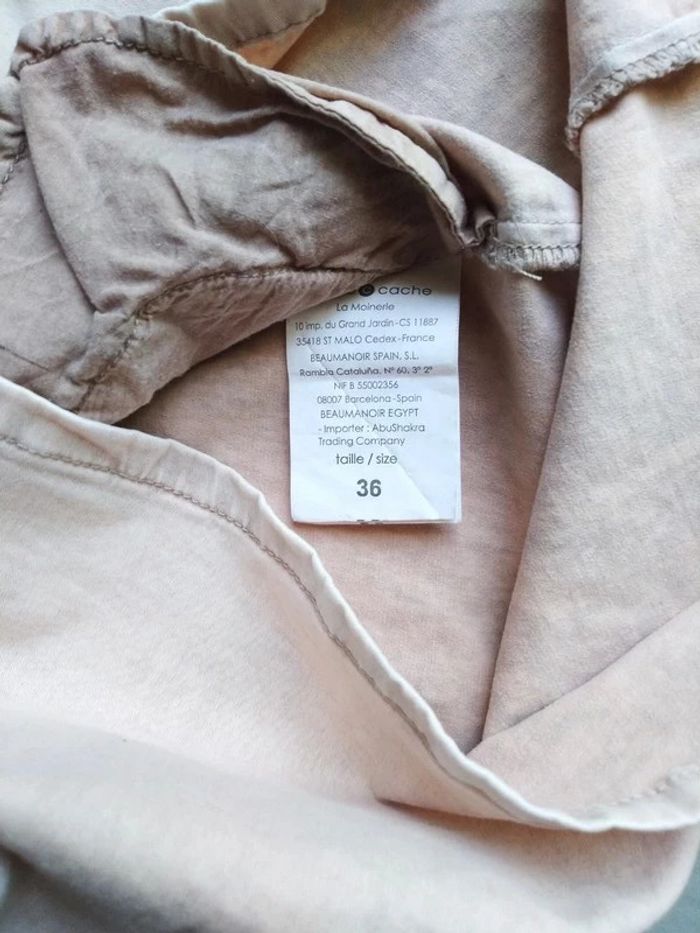 cache
La Moinerie
10 imp. du Grand Jardin-CS 11887
35418 ST MALO Cedex-France
BEAUMANOIR SPAIN, S.L.
Rambla Cataluña, Nº 60, 3º 2º
NIF B 55002356
08007 Barcelona-Spain
BEAUMANOIR EGYPT
- Importer : AbuShakra
Trading Company
taille / size
36